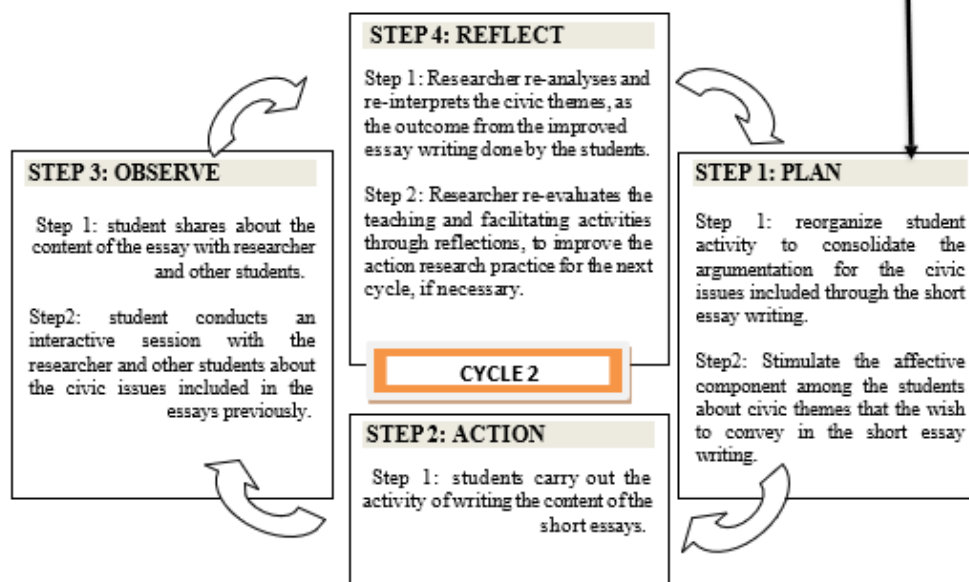 STEP 4: REFLECT
Step 1: Researcher re-analyses and
re-interprets the civic themes, as
the outcome from the improved
essay writing done by the students.
Step 2: Researcher re-evaluates the
teaching and facilitating activities
through reflections, to improve the
action research practice for the next
cycle, if necessary.
STEP 3: OBSERVE
Step 1: student shares about the
content of the essay with researcher
and other students.
Step2: student conducts an
interactive session with the
researcher and other students about
the civic issues included in the
essays previously.
STEP 1: PLAN
Step 1: reorganize student
activity to consolidate the
argumentation for the civic
issues included through the short
essay writing.
Step2: Stimulate the affective
component among the students
about civic themes that the wish
to convey in the short essay
writing.
CYCLE 2
STEP 2: ACTION
Step 1: students carry out the
activity of writing the content of the
short essays.